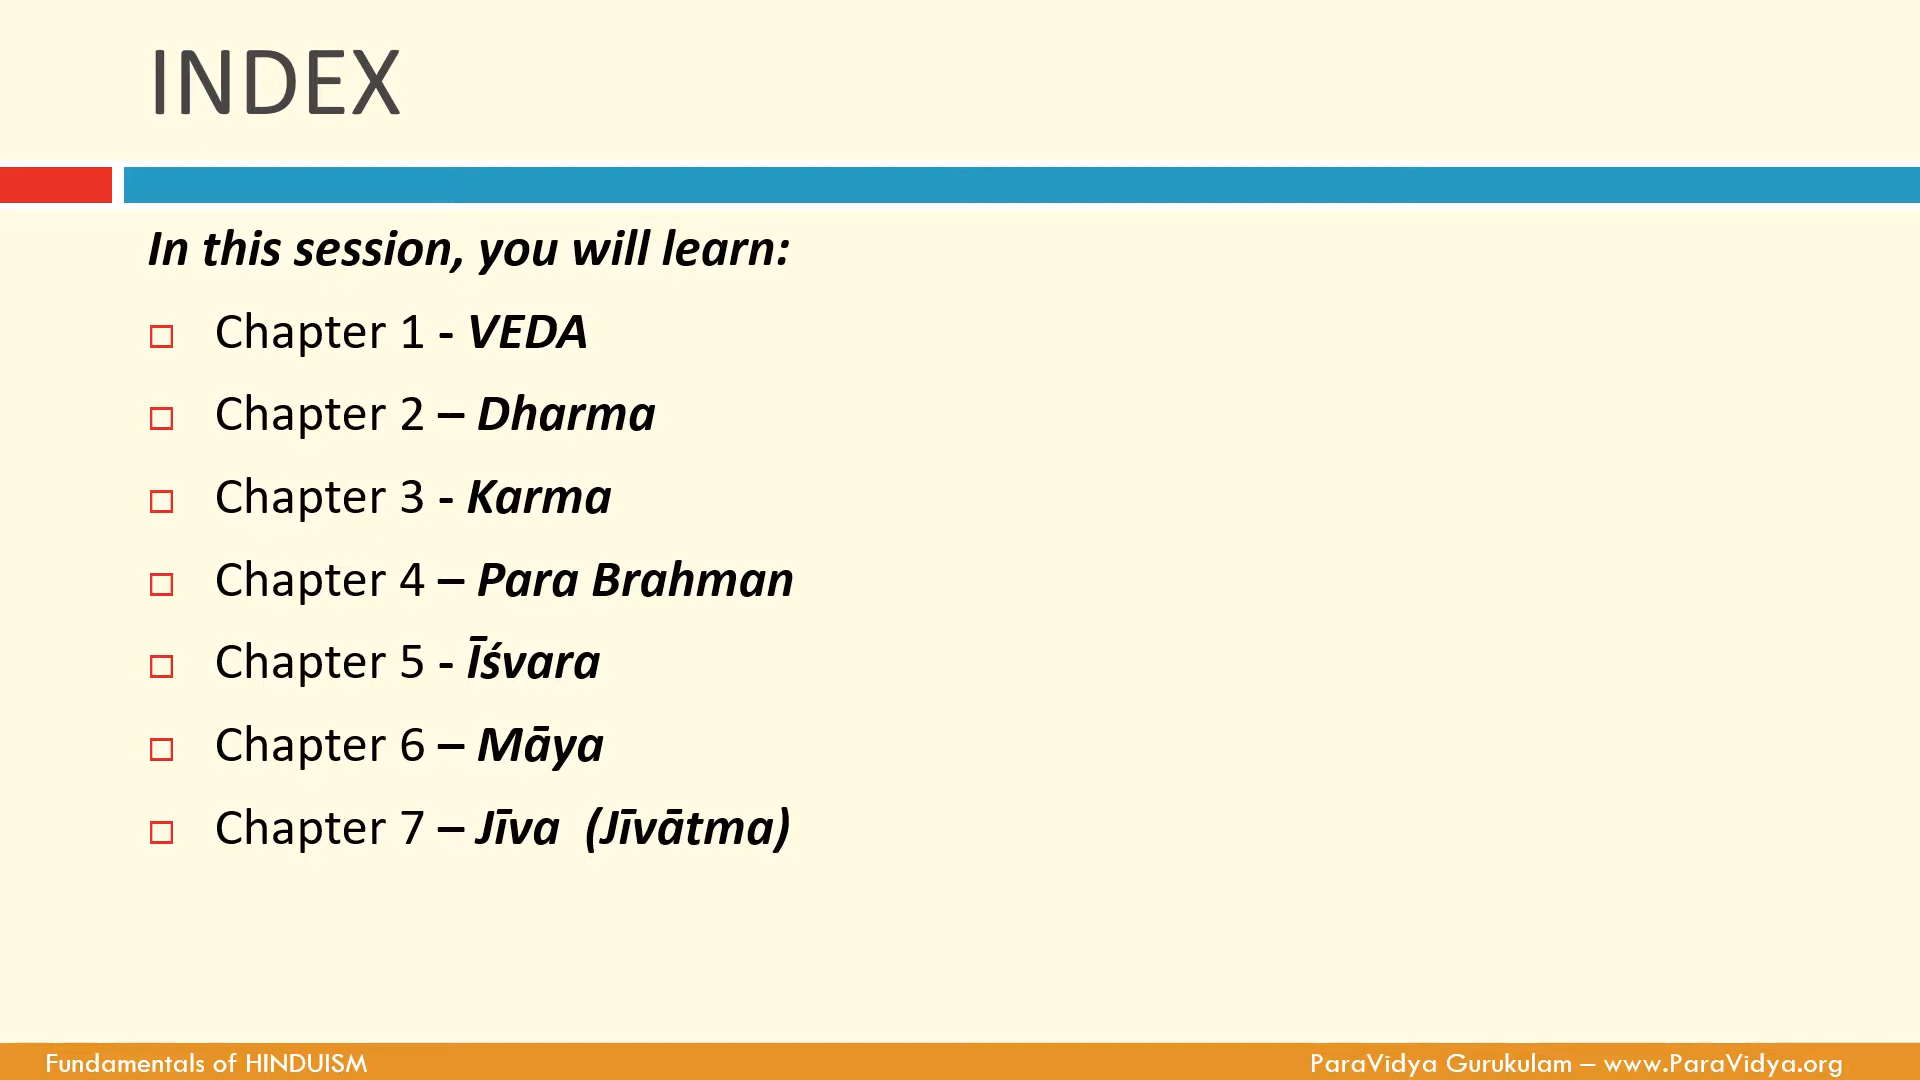 INDEX
In this session, you will learn:
Chapter 1 - VEDA
Chapter 2 – Dharma
Chapter 3 - Karma
Chapter 4 – Para Brahman
Chapter 5 - Īśvara
Chapter 6 – Māya
Chapter 7 – Jīva  (Jīvātma)
Fundamentals of HINDUISM
ParaVidya Gurukulam – www.ParaVidya.org